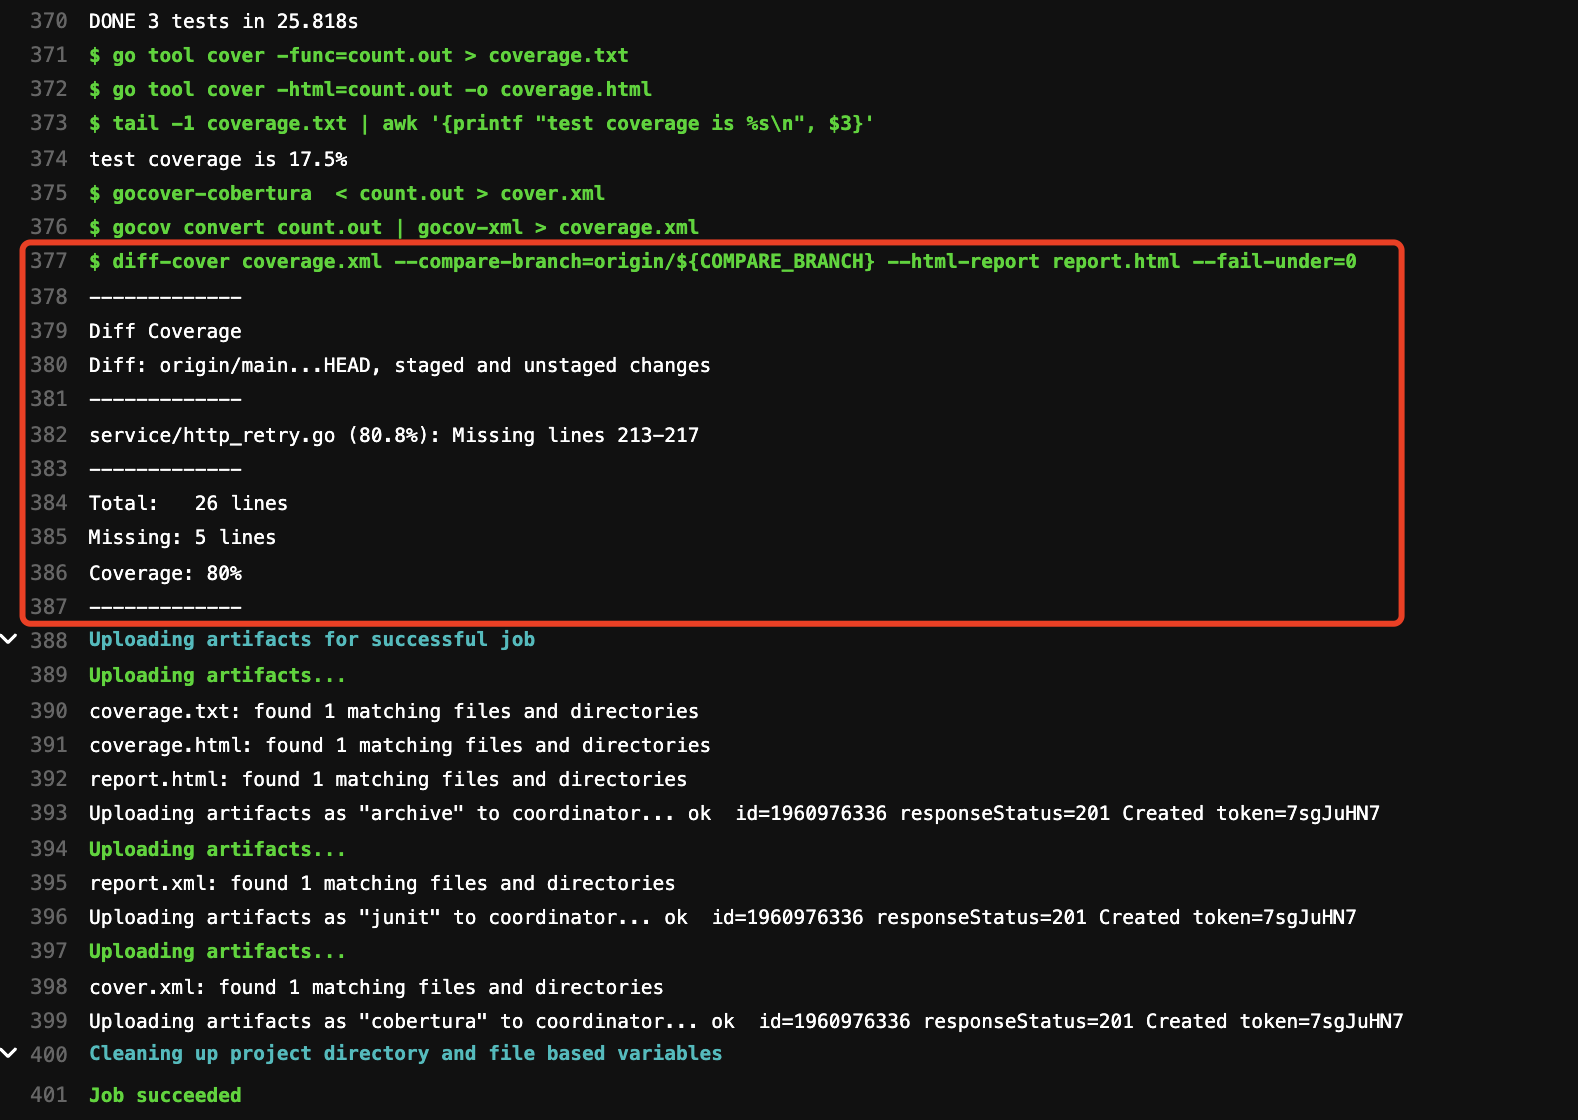 370 DONE 3 tests in 25.818s
371 $ go tool cover -func=count.out > coverage.txt
372 $ go tool cover -html=count.out -o coverage.html
373 $ tail -1 coverage.txt | awk '{printf "test coverage is %s\n", $3}'
374 test coverage is 17.5%
375 $ gocover-cobertura  < count.out > cover.xml
376 $ gocov convert count.out | gocov-xml > coverage.xml
377 $ diff-cover coverage.xml --compare-branch=origin/${COMPARE_BRANCH} --html-report report.html --fail-under=0
378 -------------
379 Diff Coverage
380 Diff: origin/main...HEAD, staged and unstaged changes
381 -------------
382 service/http_retry.go (80.8%): Missing lines 213-217
383 -------------
384 Total:   26 lines
385 Missing: 5 lines
386 Coverage: 80%
387 -------------
388 Uploading artifacts for successful job
389 Uploading artifacts...
390 coverage.txt: found 1 matching files and directories
391 coverage.html: found 1 matching files and directories
392 report.html: found 1 matching files and directories
393 Uploading artifacts as "archive" to coordinator... ok  id=1960976336 responseStatus=201 Created token=7sgJuHN7
394 Uploading artifacts...
395 report.xml: found 1 matching files and directories
396 Uploading artifacts as "junit" to coordinator... ok  id=1960976336 responseStatus=201 Created token=7sgJuHN7
397 Uploading artifacts...
398 cover.xml: found 1 matching files and directories
399 Uploading artifacts as "cobertura" to coordinator... ok  id=1960976336 responseStatus=201 Created token=7sgJuHN7
400 Cleaning up project directory and file based variables
401 Job succeeded